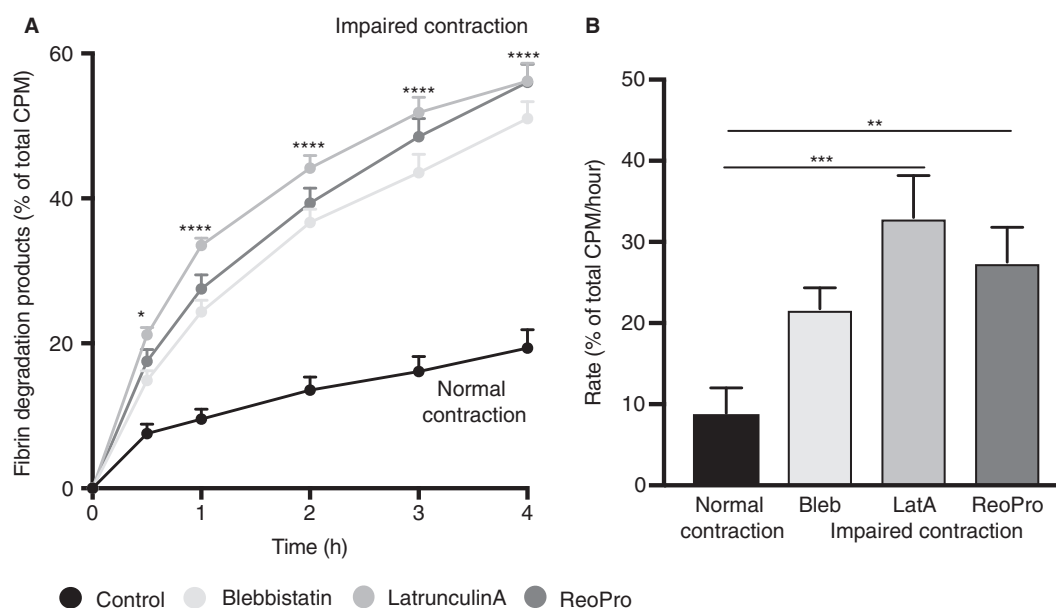 A
Impaired contraction
Fibrin degradation products (% of total CPM)
60
40
20
0
*
****
****
****
****
Normal
contraction
0 1 2 3 4
Time (h)
B
Rate (% of total CPM/hour)
50
40
30
20
10
0
**
***
Normal
contraction
Bleb LatA ReoPro
Impaired contraction
Control Blebbistatin LatrunculinA ReoPro